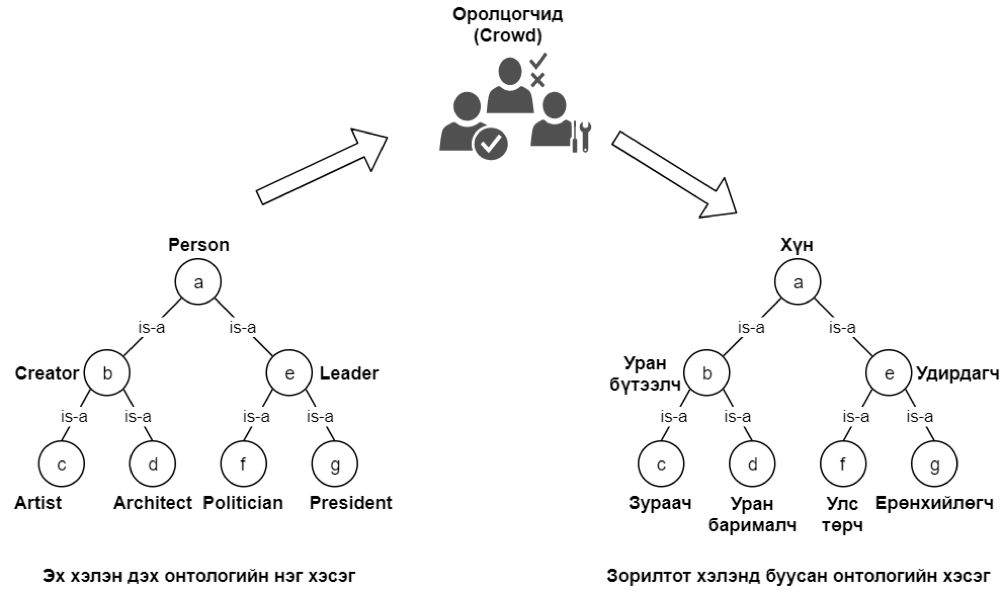 Оролцогчид
(Crowd)
Person
a
is-a
is-a
Creator
b
e
Leader
is-a
is-a
is-a
is-a
c
d
f
g
Artist
Architect
Politician
President
Эх хэлэн дэх онтологийн нэг хэсэг
Хүн
a
is-a
is-a
Уран
бүтээлч
b
e
Удирдагч
is-a
is-a
is-a
is-a
c
d
f
g
Зураач
Уран
барималч
Улс
төрч
Ерөнхийлөгч
Зорилтот хэлэнд буусан онтологийн хэсэг